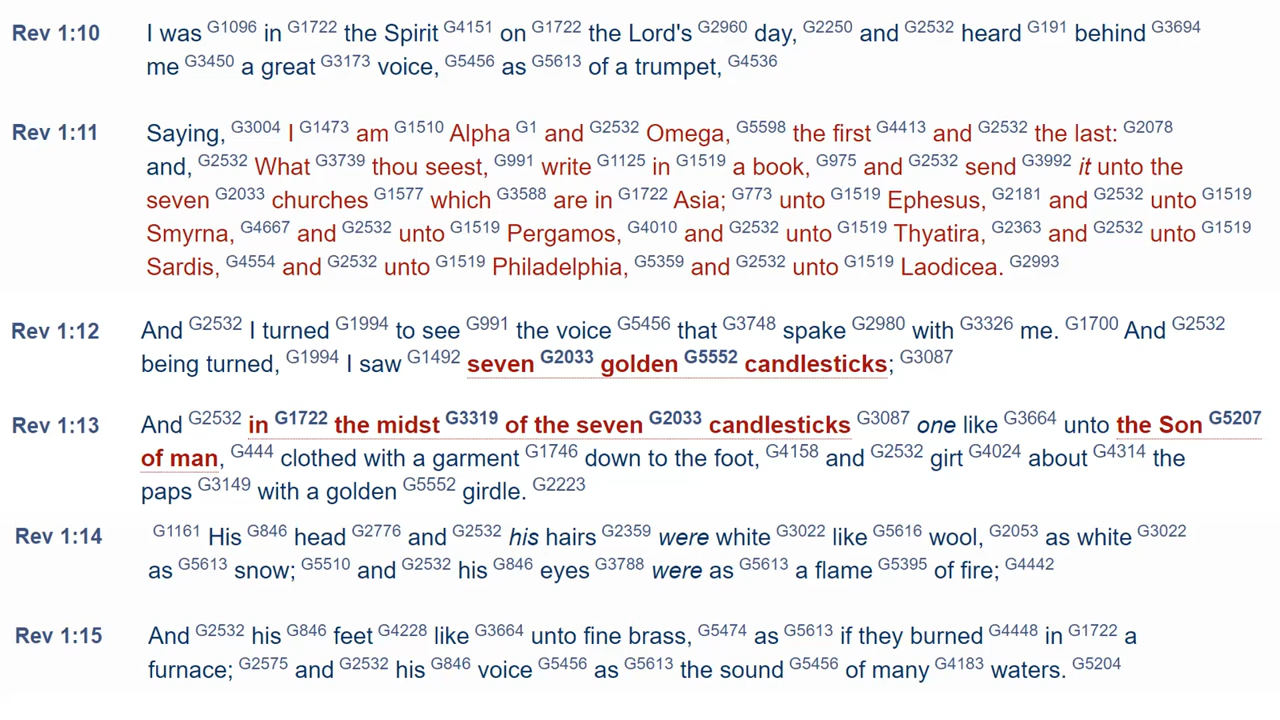 Rev 1:10 I was G1096 in G1722 the Spirit G4151 on G1722 the Lord's G2960 day, G2250 and G2532 heard G191 behind G3694
me G3450 a great G3173 voice, G5456 as G5613 of a trumpet, G4536
Rev 1:11 Saying, G3004 I G1473 am G1510 Alpha G1 and G2532 Omega, G5598 the first G4413 and G2532 the last: G2078
and, G2532 What G3739 thou seest, G991 write G1125 in G1519 a book, G975 and G2532 send G3992 it unto the
seven G2033 churches G1577 which G3588 are in G1722 Asia; G773 unto G1519 Ephesus, G2181 and G2532 unto G1519
Smyrna, G4667 and G2532 unto G1519 Pergamos, G4010 and G2532 unto G1519 Thyatira, G2363 and G2532 unto G1519
Sardis, G4554 and G2532 unto G1519 Philadelphia, G5359 and G2532 unto G1519 Laodicea. G2993
Rev 1:12 And G2532 I turned G1994 to see G991 the voice G5456 that G3748 spake G2980 with G3326 me. G1700 And G2532
being turned, G1994 I saw G1492 seven G2033 golden G5552 candlesticks; G3087
Rev 1:13 And G2532 in G1722 the midst G3319 of the seven G2033 candlesticks G3087 one like G3664 unto the Son G5207
of man, G444 clothed with a garment G1746 down to the foot, G4158 and G2532 girt G4024 about G4314 the
paps G3149 with a golden G5552 girdle. G2223
Rev 1:14 G1161 His G846 head G2776 and G2532 his hairs G2359 were white G3022 like G5616 wool, G2053 as white G3022
as G5613 snow; G5510 and G2532 his G846 eyes G3788 were as G5613 a flame G5395 of fire; G4442
Rev 1:15 And G2532 his G846 feet G4228 like G3664 unto fine brass, G5474 as G5613 if they burned G4448 in G1722 a
furnace; G2575 and G2532 his G846 voice G5456 as G5613 the sound G5456 of many G4183 waters. G5204